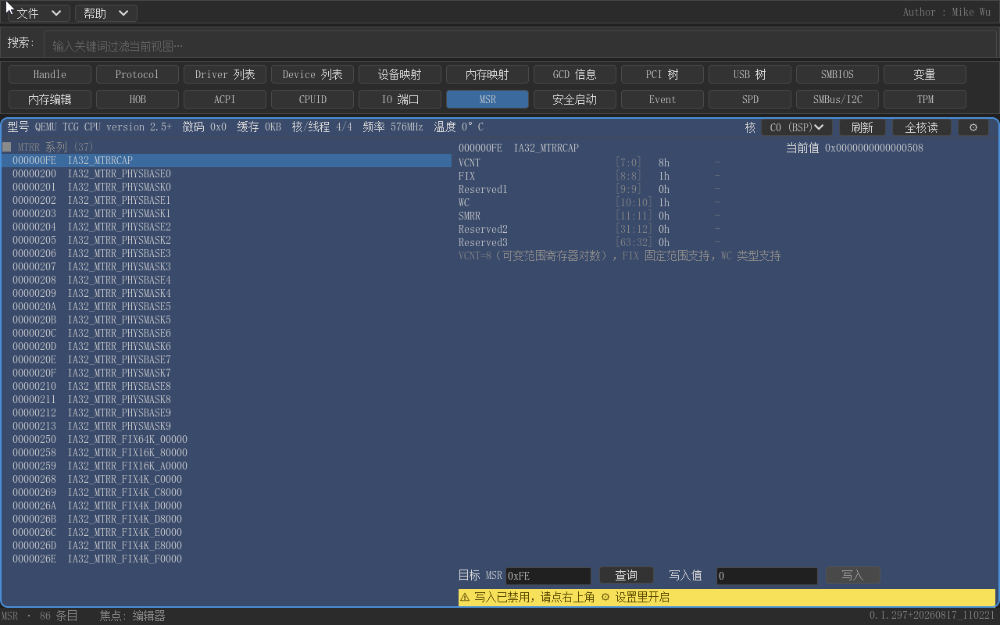 文件 帮助 Author : Mike Wu
搜索: 输入关键词过滤当前视图…
Handle Protocol Driver 列表 Device 列表 设备映射 内存映射 GCD 信息 PCI 树 USB 树 SMBIOS 变量
内存编辑 HOB ACPI CPUID IO 端口 MSR 安全启动 Event SPD SMBus/I2C TPM
型号 QEMU TCG CPU version 2.5+ 微码 0x0 缓存 0KB 核/线程 4/4 频率 576MHz 温度 0°C 核 C0 (BSP) 刷新 全核读 ⚙
MTRR 系列 (37)
000000FE IA32_MTRRCAP
00000200 IA32_MTRR_PHYSBASE0
00000201 IA32_MTRR_PHYSMASK0
00000202 IA32_MTRR_PHYSBASE1
00000203 IA32_MTRR_PHYSMASK1
00000204 IA32_MTRR_PHYSBASE2
00000205 IA32_MTRR_PHYSMASK2
00000206 IA32_MTRR_PHYSBASE3
00000207 IA32_MTRR_PHYSMASK3
00000208 IA32_MTRR_PHYSBASE4
00000209 IA32_MTRR_PHYSMASK4
0000020A IA32_MTRR_PHYSBASE5
0000020B IA32_MTRR_PHYSMASK5
0000020C IA32_MTRR_PHYSBASE6
0000020D IA32_MTRR_PHYSMASK6
0000020E IA32_MTRR_PHYSBASE7
0000020F IA32_MTRR_PHYSMASK7
00000210 IA32_MTRR_PHYSBASE8
00000211 IA32_MTRR_PHYSMASK8
00000212 IA32_MTRR_PHYSBASE9
00000213 IA32_MTRR_PHYSMASK9
00000250 IA32_MTRR_FIX64K_00000
00000258 IA32_MTRR_FIX16K_80000
00000259 IA32_MTRR_FIX16K_A0000
00000268 IA32_MTRR_FIX4K_C0000
00000269 IA32_MTRR_FIX4K_C8000
0000026A IA32_MTRR_FIX4K_D0000
0000026B IA32_MTRR_FIX4K_D8000
0000026C IA32_MTRR_FIX4K_E0000
0000026D IA32_MTRR_FIX4K_E8000
0000026E IA32_MTRR_FIX4K_F0000
000000FE IA32_MTRRCAP 当前值 0x0000000000000508
VCNT [7:0] 8h -
FIX [8:8] 1h -
Reserved1 [9:9] 0h -
WC [10:10] 1h -
SMRR [11:11] 0h -
Reserved2 [31:12] 0h -
Reserved3 [63:32] 0h -
VCNT=8（可变范围寄存器对数），FIX 固定范围支持，WC 类型支持
目标 MSR 0xFE 查询 写入值 0 写入
⚠ 写入已禁用，请点右上角 ⚙ 设置里开启
MSR · 86 条目 焦点: 编辑器 0.1.297+20260817_110221